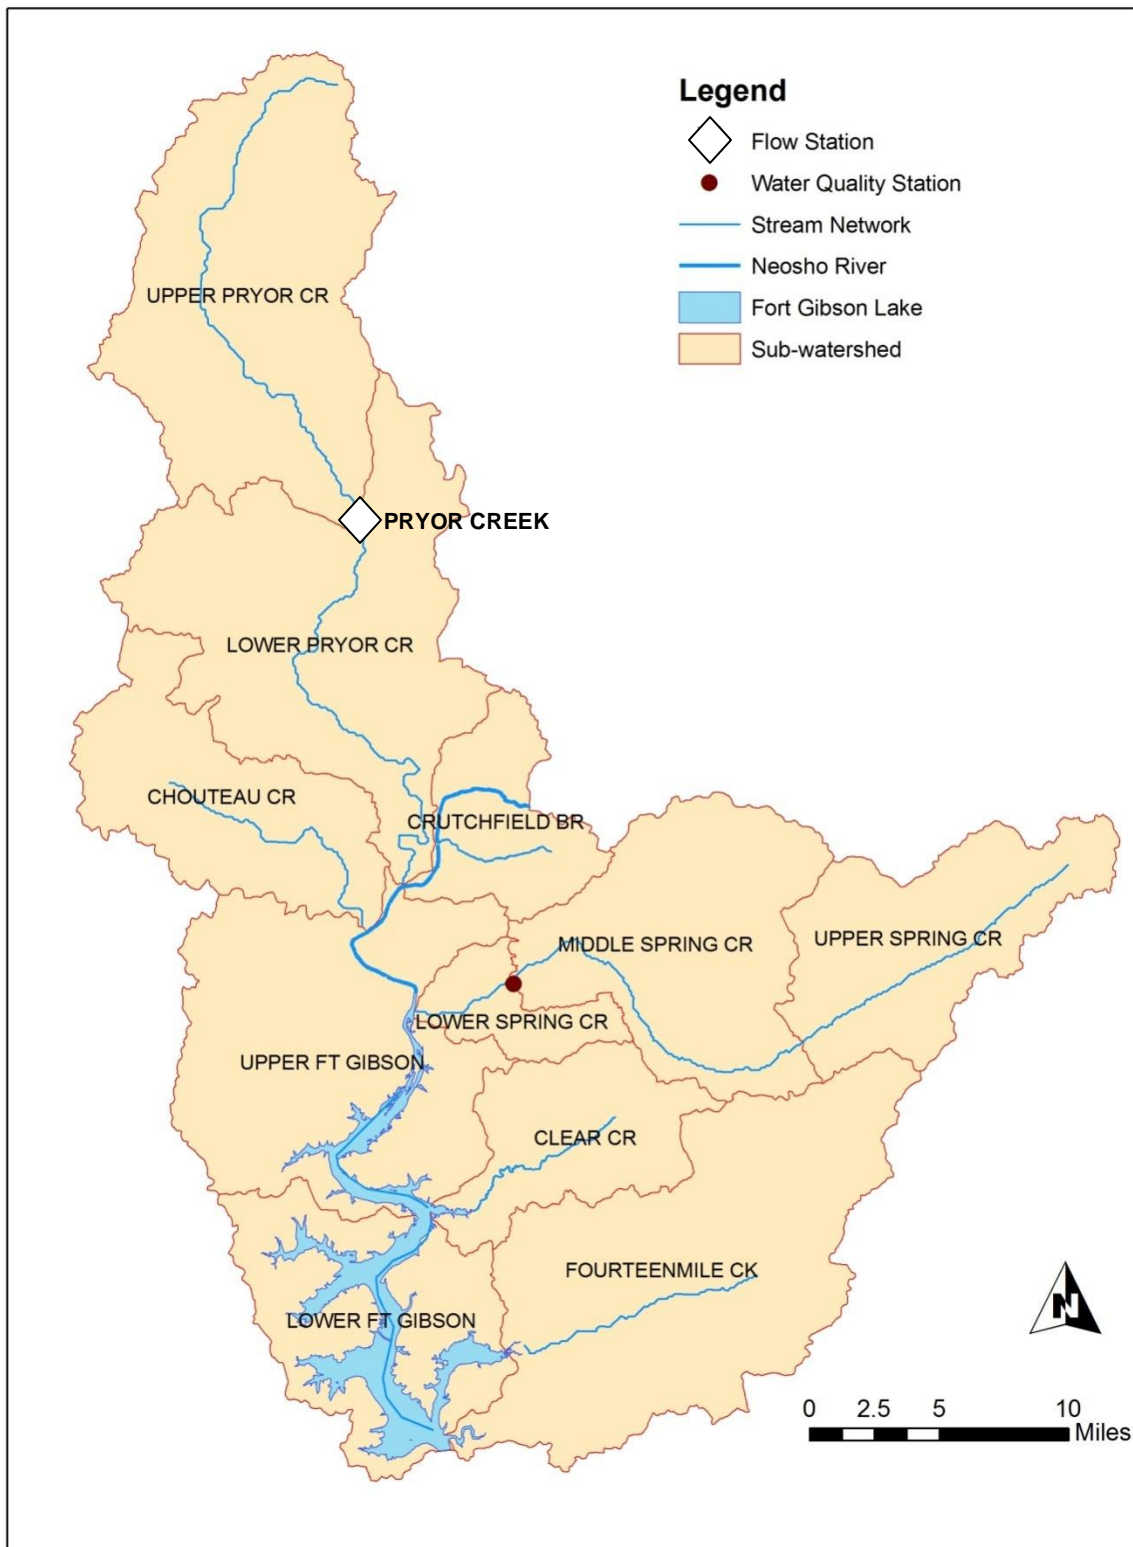 Legend
Flow Station
Water Quality Station
Stream Network
Neosho River
Fort Gibson Lake
Sub-watershed
UPPER PRYOR CR
PRYOR CREEK
LOWER PRYOR CR
CHOUTEAU CR
CRUTCHFIELD BR
MIDDLE SPRING CR
UPPER SPRING CR
LOWER SPRING CR
UPPER FT GIBSON
CLEAR CR
FOURTEENMILE CK
LOWER FT GIBSON
N
0 2.5 5 10
Miles